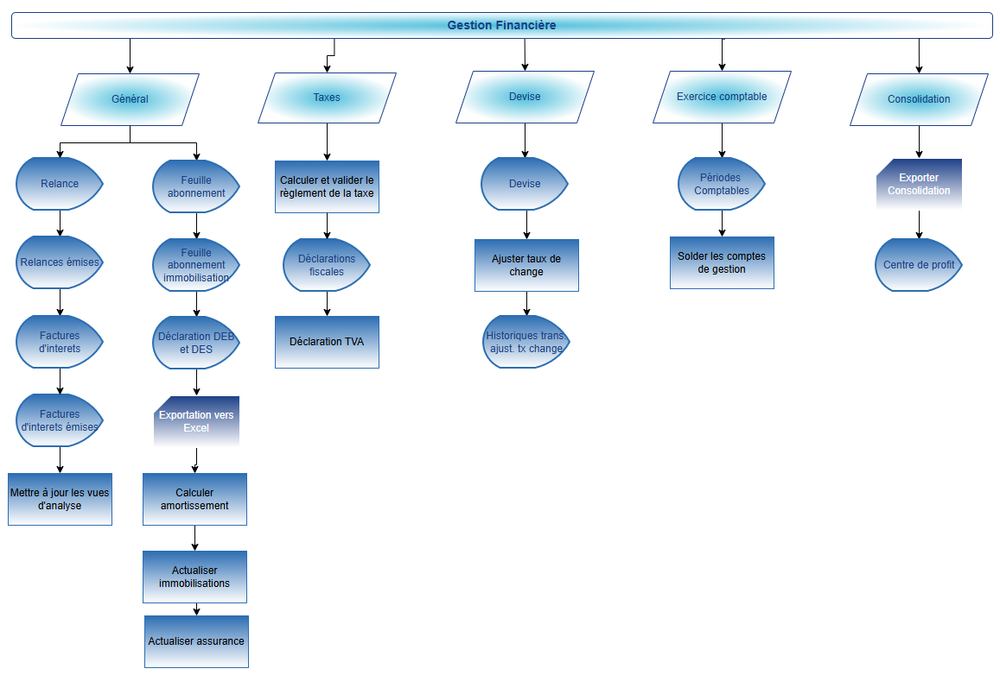 Gestion Financière
Général
Taxes
Devise
Exercice comptable
Consolidation
Relance
Relances émises
Factures
d'interets
Factures
d'interets émises
Mettre à jour les vues
d'analyse
Feuille
abonnement
Feuille
abonnement
immobilisation
Déclaration DEB
et DES
Exportation vers
Excel
Calculer
amortissement
Actualiser
immobilisations
Actualiser assurance
Calculer et valider le
règlement de la taxe
Déclarations
fiscales
Déclaration TVA
Devise
Ajuster taux de
change
Historiques trans.
ajust. tx change
Périodes
Comptables
Solder les comptes
de gestion
Exporter
Consolidation
Centre de profit